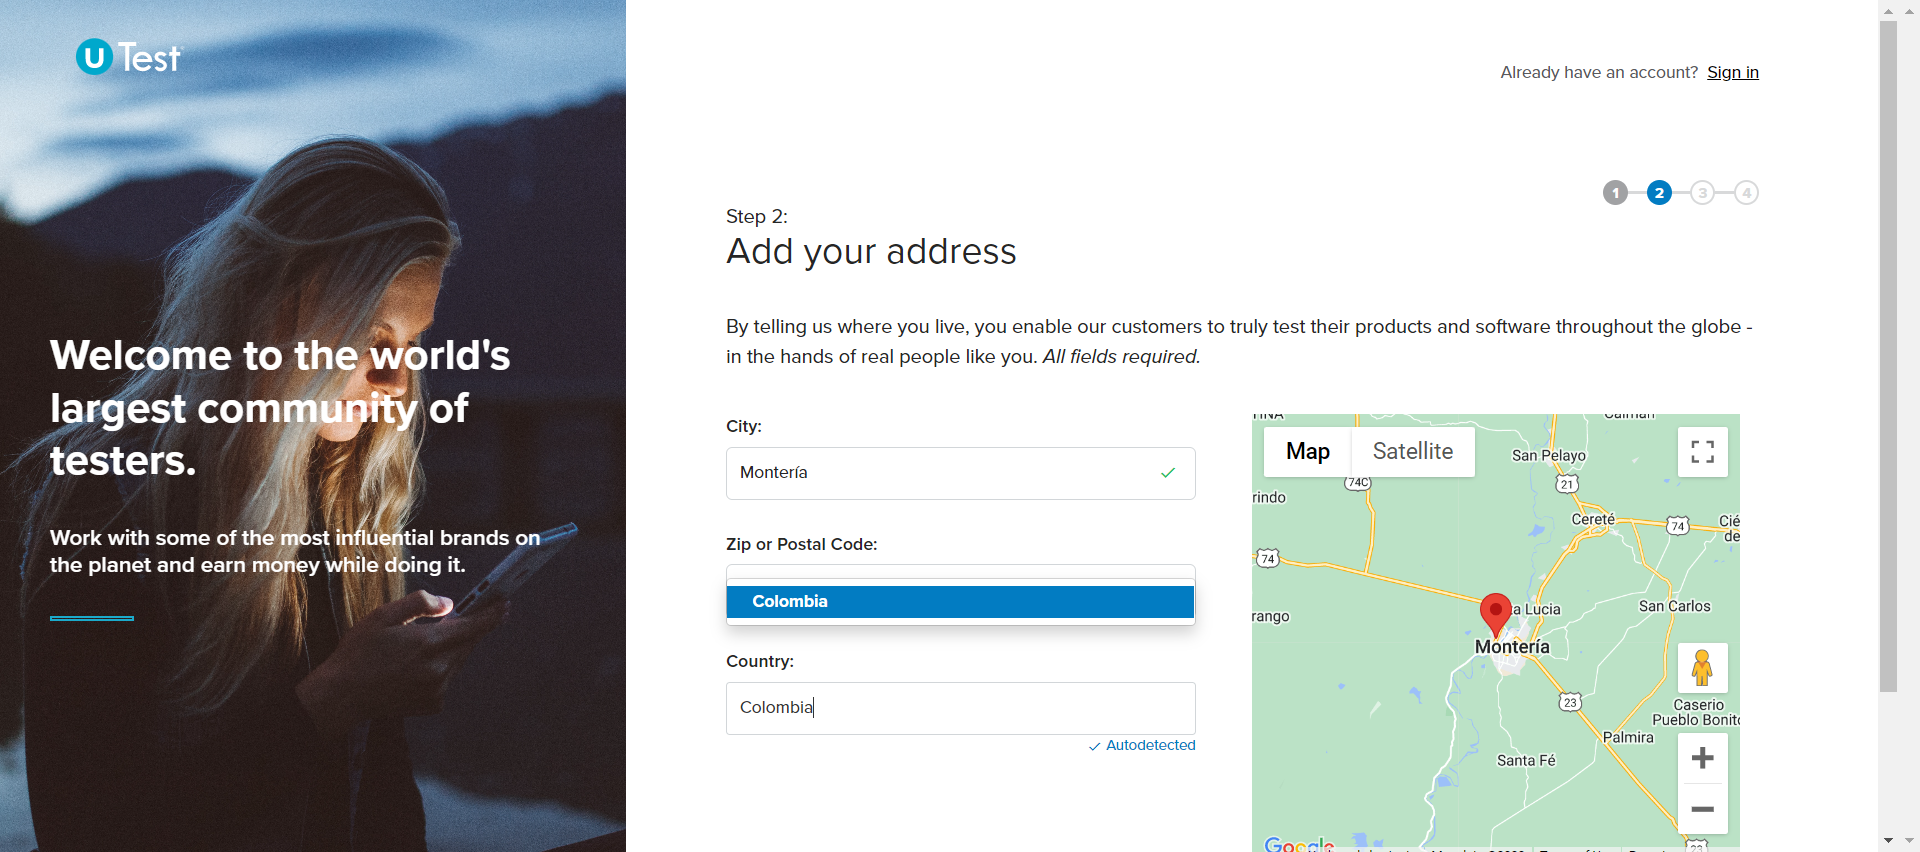 U Test
Welcome to the world's
largest community of
testers.
Work with some of the most influential brands on
the planet and earn money while doing it.
Already have an account? Sign in
1 2 3 4
Step 2:
Add your address
By telling us where you live, you enable our customers to truly test their products and software throughout the globe -
in the hands of real people like you. All fields required.
City:
Montería
Zip or Postal Code:
Colombia
Country:
Colombia
Autodetected
Map
Satellite
San Pelayo
74C
21
rindo
Cereté
74
Cié
de
74
ta Lucia
San Carlos
rango
Montería
23
Caserio
Pueblo Bonito
Palmira
Santa Fé
23
Google